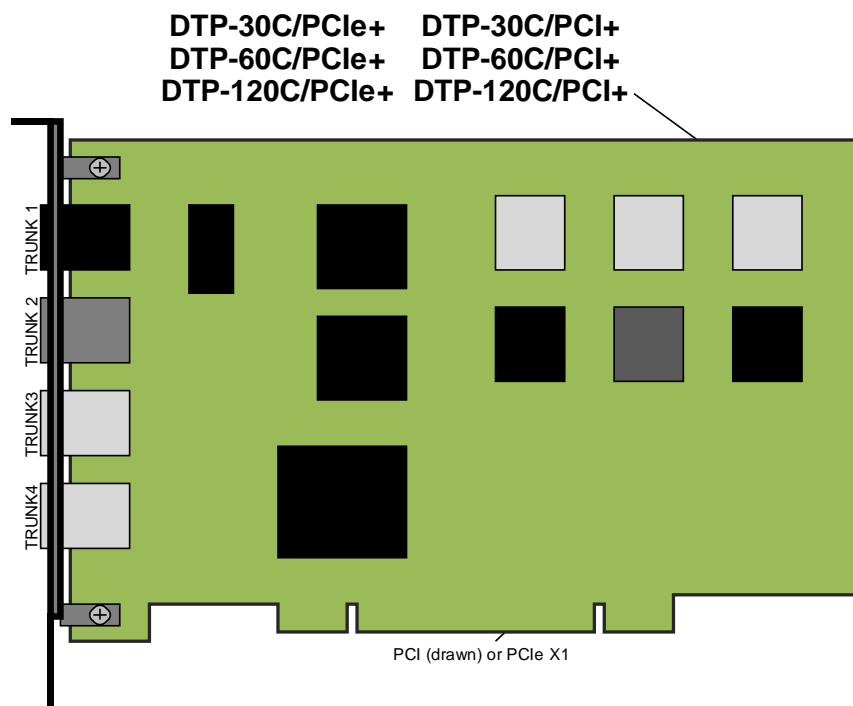 DTP-30C/PCIe+ DTP-30C/PCI+
DTP-60C/PCIe+ DTP-60C/PCI+
DTP-120C/PCIe+ DTP-120C/PCI+
TRUNK 1
TRUNK 2
TRUNK3
TRUNK4
PCI (drawn) or PCIe X1